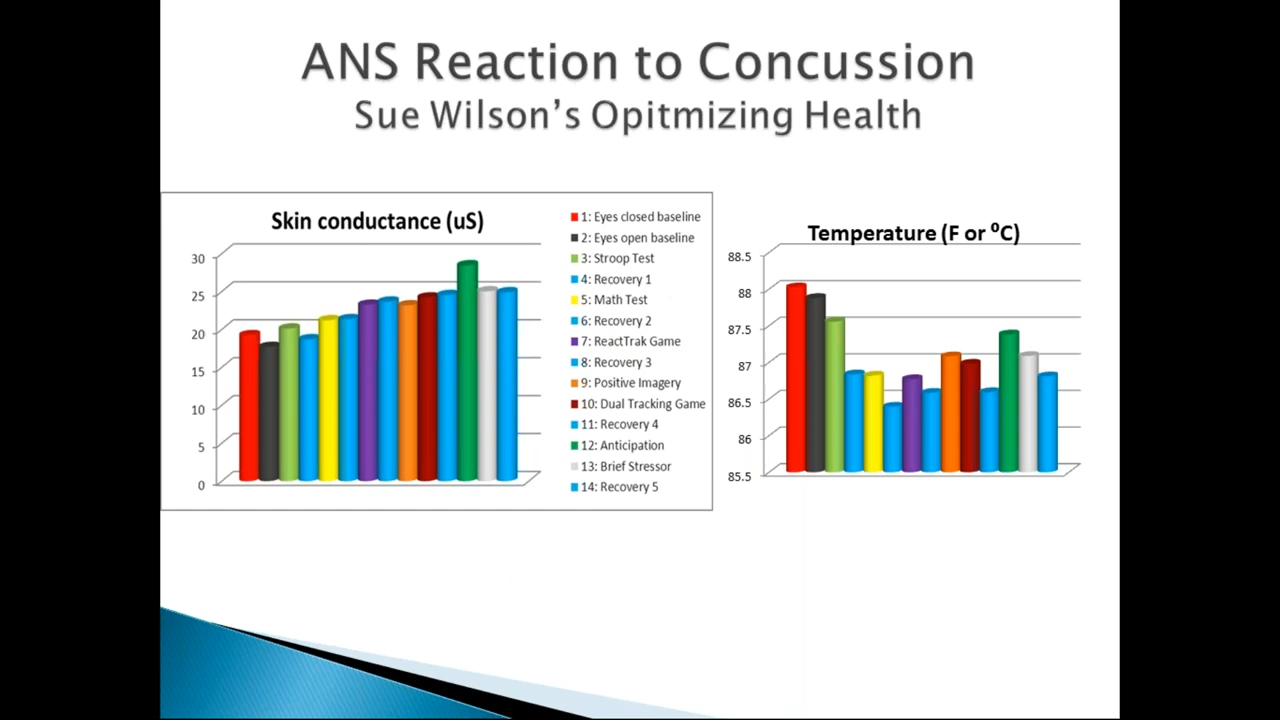 ANS Reaction to Concussion
Sue Wilson's Opitmizing Health
Skin conductance (uS)
30
25
20
15
10
5
0
1: Eyes closed baseline
2: Eyes open baseline
3: Stroop Test
4: Recovery 1
5: Math Test
6: Recovery 2
7: ReactTrak Game
8: Recovery 3
9: Positive Imagery
10: Dual Tracking Game
11: Recovery 4
12: Anticipation
13: Brief Stressor
14: Recovery 5
Temperature (F or ⁰C)
88.5
88
87.5
87
86.5
86
85.5